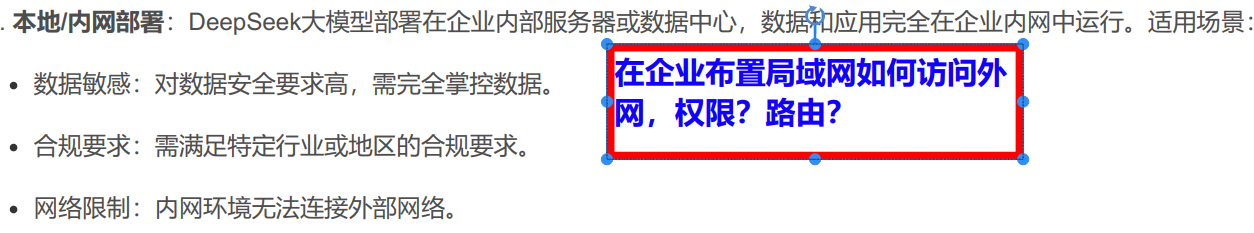 . 本地/内网部署：DeepSeek大模型部署在企业内部服务器或数据中心，数据和应用完全在企业内网中运行。适用场景：
• 数据敏感：对数据安全要求高，需完全掌控数据。
在企业布置局域网如何访问外
网，权限？路由？
• 合规要求：需满足特定行业或地区的合规要求。
• 网络限制：内网环境无法连接外部网络。